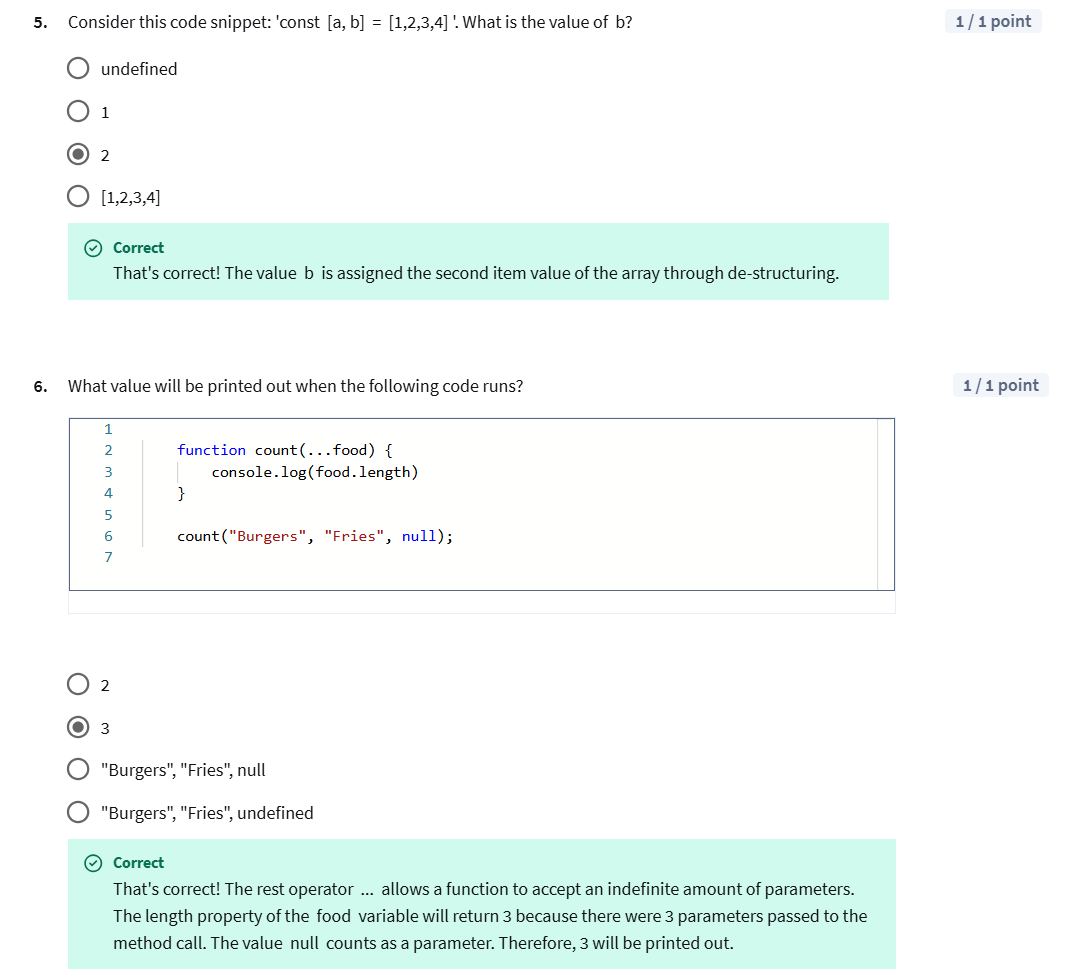 5. Consider this code snippet: 'const [a, b] = [1,2,3,4] '. What is the value of b?
1 / 1 point
undefined
1
2
[1,2,3,4]
Correct
That's correct! The value b is assigned the second item value of the array through de-structuring.
6. What value will be printed out when the following code runs?
1 / 1 point
1
2 function count(...food) {
3 console.log(food.length)
4 }
5
6 count("Burgers", "Fries", null);
7
2
3
"Burgers", "Fries", null
"Burgers", "Fries", undefined
Correct
That's correct! The rest operator ... allows a function to accept an indefinite amount of parameters.
The length property of the food variable will return 3 because there were 3 parameters passed to the
method call. The value null counts as a parameter. Therefore, 3 will be printed out.